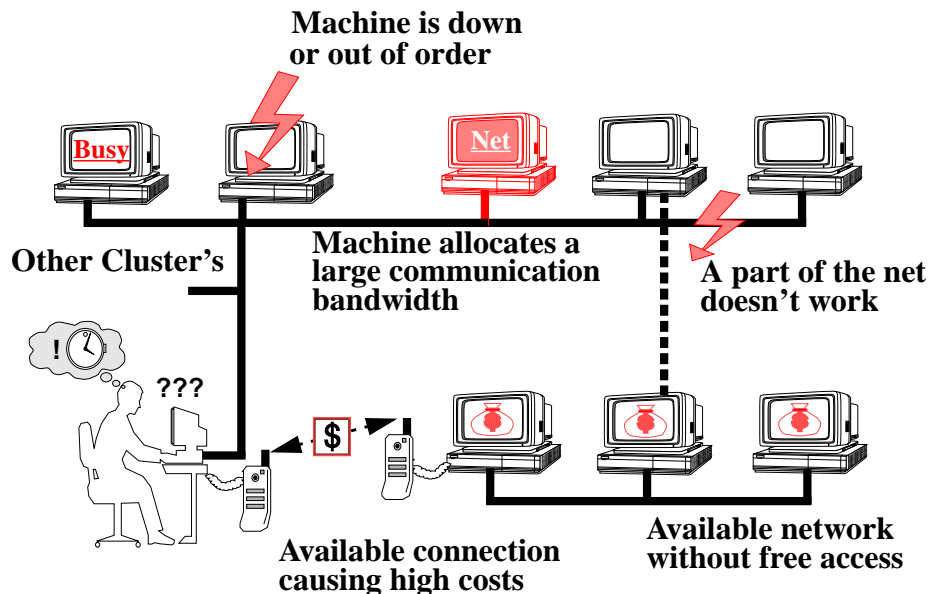 Machine is down
or out of order
Busy
Net
Other Cluster's
Machine allocates a
large communication
bandwidth
A part of the net
doesn't work
!
???
$
$
$
$
Available connection
causing high costs
Available network
without free access